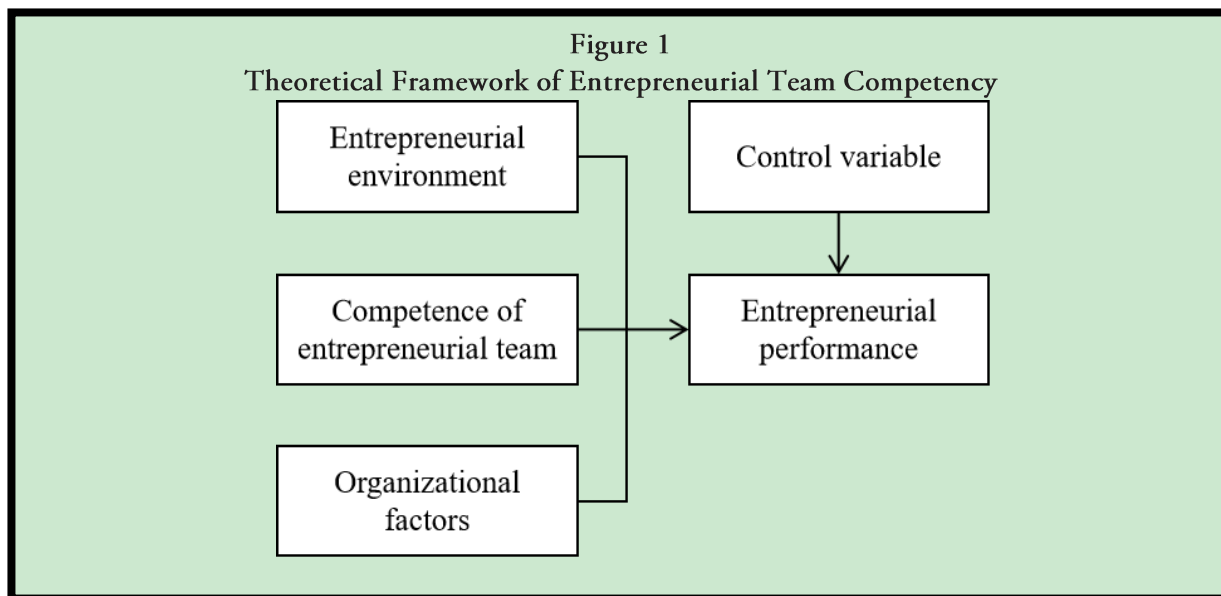 Figure 1
Theoretical Framework of Entrepreneurial Team Competency
Entrepreneurial
environment
Control variable
Competence of
entrepreneurial team
Entrepreneurial
performance
Organizational
factors